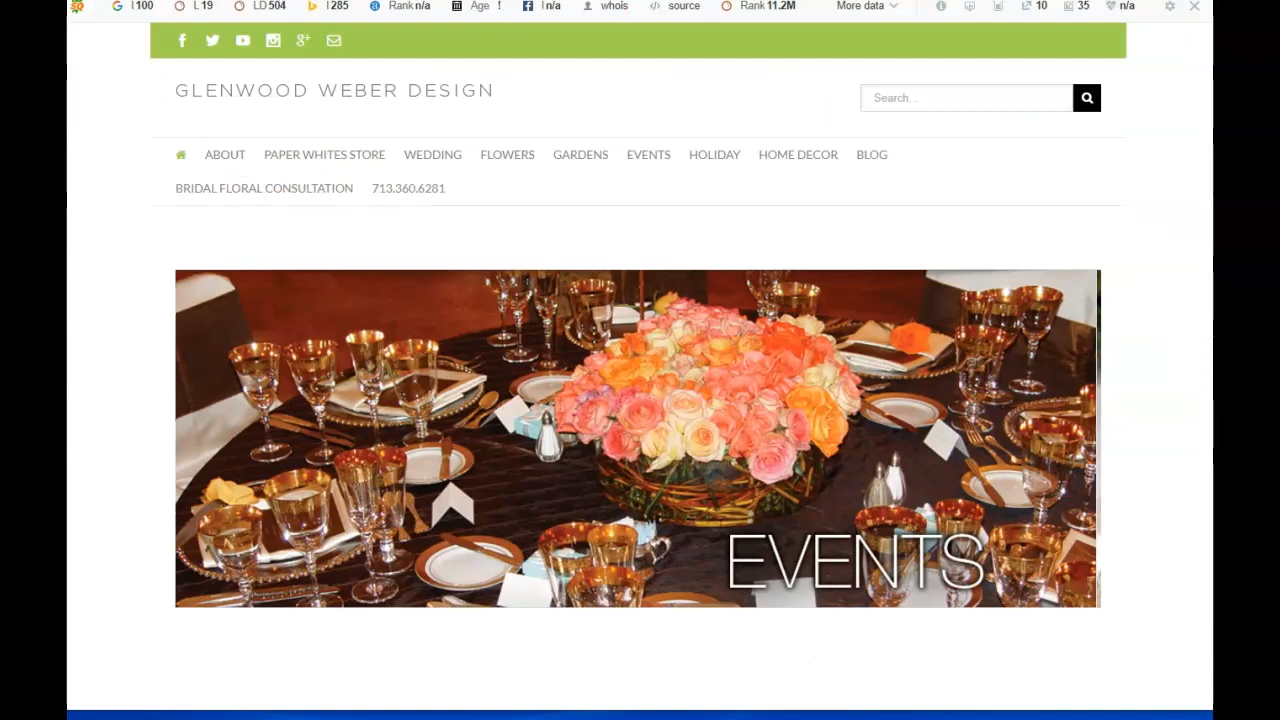 I 100 L 19 LD 504 I 285 Rank n/a Age ! I n/a whois source Rank 11.2M More data 10 35 n/a
GLENWOOD WEBER DESIGN
Search...
ABOUT PAPER WHITES STORE WEDDING FLOWERS GARDENS EVENTS HOLIDAY HOME DECOR BLOG
BRIDAL FLORAL CONSULTATION 713.360.6281
EVENTS